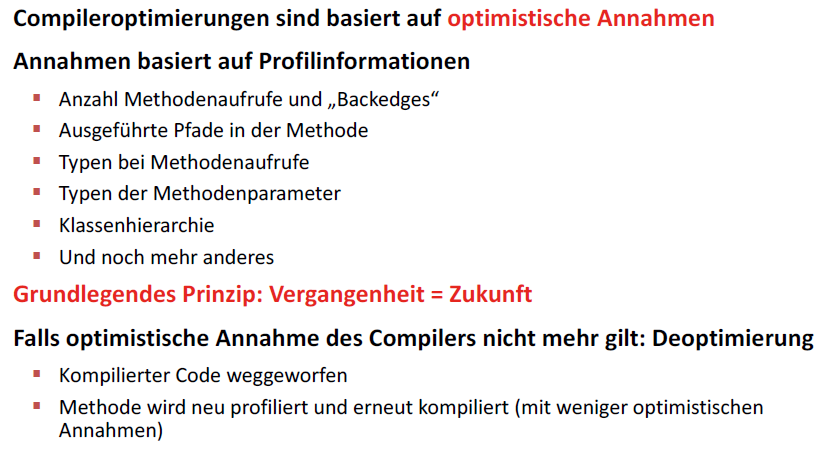 Compileroptimierungen sind basiert auf optimistische Annahmen
Annahmen basiert auf Profilinformationen
▪ Anzahl Methodenaufrufe und „Backedges“
▪ Ausgeführte Pfade in der Methode
▪ Typen bei Methodenaufrufe
▪ Typen der Methodenparameter
▪ Klassenhierarchie
▪ Und noch mehr anderes
Grundlegendes Prinzip: Vergangenheit = Zukunft
Falls optimistische Annahme des Compilers nicht mehr gilt: Deoptimierung
▪ Kompilierter Code weggeworfen
▪ Methode wird neu profiliert und erneut kompiliert (mit weniger optimistischen
Annahmen)